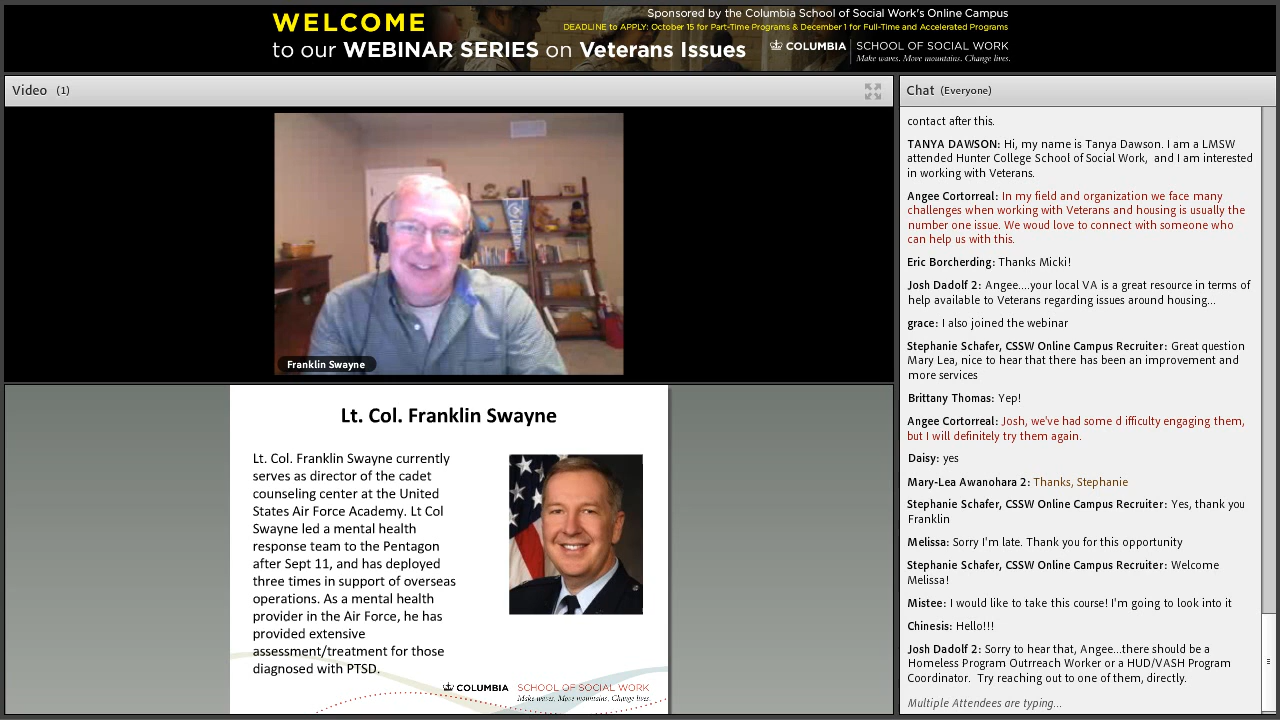 WELCOME
to our WEBINAR SERIES on Veterans Issues
Sponsored by the Columbia School of Social Work's Online Campus
DEADLINE to APPLY: October 15 for Part-Time Programs & December 1 for Full-Time and Accelerated Programs
COLUMBIA SCHOOL OF SOCIAL WORK
Make waves. Move mountains. Change lives.
Video (1)
Franklin Swayne
Lt. Col. Franklin Swayne
Lt. Col. Franklin Swayne currently
serves as director of the cadet
counseling center at the United
States Air Force Academy. Lt Col
Swayne led a mental health
response team to the Pentagon
after Sept 11, and has deployed
three times in support of overseas
operations. As a mental health
provider in the Air Force, he has
provided extensive
assessment/treatment for those
diagnosed with PTSD.
COLUMBIA SCHOOL OF SOCIAL WORK
Make waves. Move mountains. Change lives.
Chat (Everyone)
contact after this.
TANYA DAWSON: Hi, my name is Tanya Dawson. I am a LMSW
attended Hunter College School of Social Work, and I am interested
in working with Veterans.
Angee Cortorreal: In my field and organization we face many
challenges when working with Veterans and housing is usually the
number one issue. We woud love to connect with someone who
can help us with this.
Eric Borcherding: Thanks Micki!
Josh Dadolf 2: Angee....your local VA is a great resource in terms of
help available to Veterans regarding issues around housing...
grace: I also joined the webinar
Stephanie Schafer, CSSW Online Campus Recruiter: Great question
Mary Lea, nice to hear that there has been an improvement and
more services
Brittany Thomas: Yep!
Angee Cortorreal: Josh, we've had some d ifficulty engaging them,
but I will definitely try them again.
Daisy: yes
Mary-Lea Awanohara 2: Thanks, Stephanie
Stephanie Schafer, CSSW Online Campus Recruiter: Yes, thank you
Franklin
Melissa: Sorry I'm late. Thank you for this opportunity
Stephanie Schafer, CSSW Online Campus Recruiter: Welcome
Melissa!
Mistee: I would like to take this course! I'm going to look into it
Chinesis: Hello!!!
Josh Dadolf 2: Sorry to hear that, Angee...there should be a
Homeless Program Outrreach Worker or a HUD/VASH Program
Coordinator. Try reaching out to one of them, directly.
Multiple Attendees are typing...